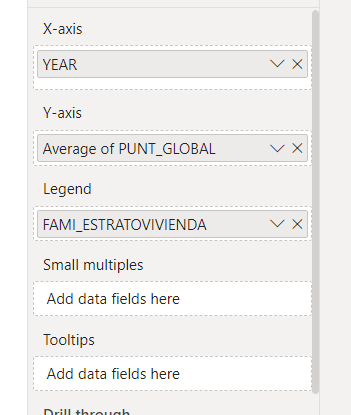 X-axis
YEAR
Y-axis
Average of PUNT_GLOBAL
Legend
FAMI_ESTRATOVIVIENDA
Small multiples
Add data fields here
Tooltips
Add data fields here
Drill through